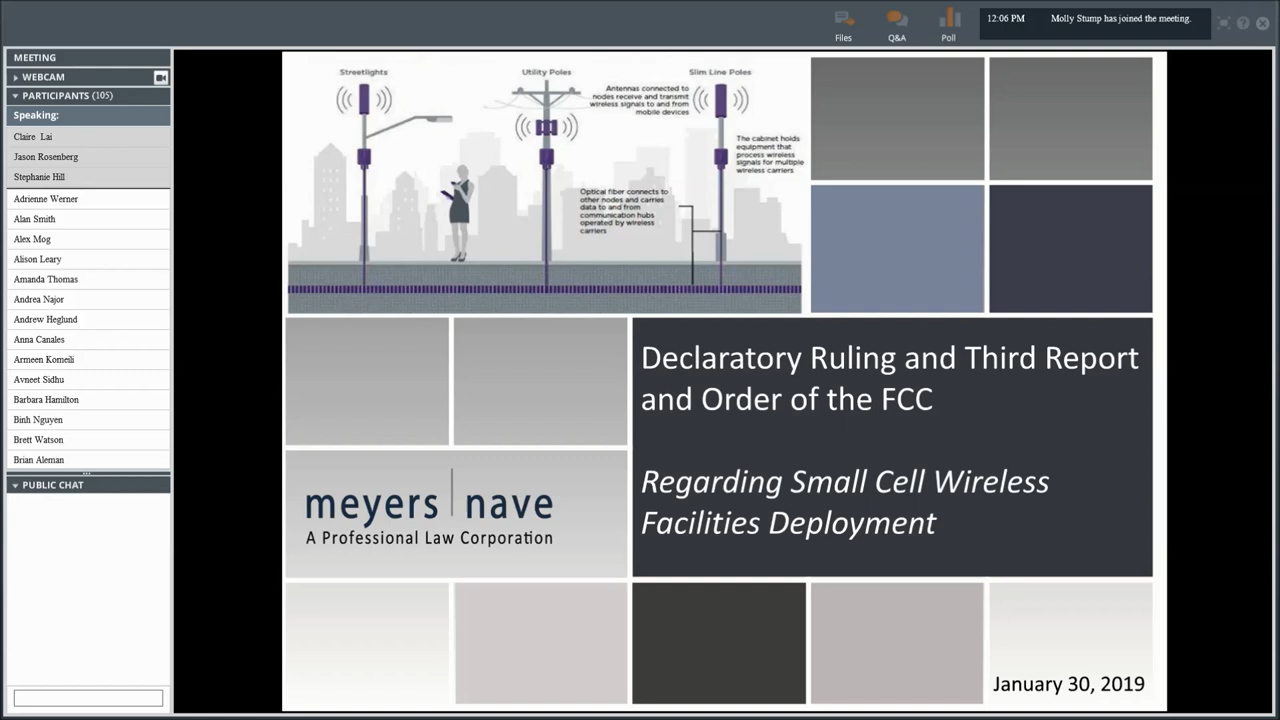 Files
Q&A
Poll
12:06 PM Molly Stump has joined the meeting.
MEETING
WEBCAM
PARTICIPANTS (105)
Speaking:
Claire Lai
Jason Rosenberg
Stephanie Hill
Adrienne Werner
Alan Smith
Alex Mog
Alison Leary
Amanda Thomas
Andrea Najor
Andrew Heglund
Anna Canales
Armeen Komeili
Avneet Sidhu
Barbara Hamilton
Binh Nguyen
Brett Watson
Brian Aleman
PUBLIC CHAT
Streetlights
Utility Poles
Slim Line Poles
Antennas connected to
nodes receive and transmit
wireless signals to and from
mobile devices
The cabinet holds
equipment that
process wireless
signals for multiple
wireless carriers
Optical fiber connects to
other nodes and carries
data to and from
communication hubs
operated by wireless
carriers
Declaratory Ruling and Third Report
and Order of the FCC
Regarding Small Cell Wireless
Facilities Deployment
meyers nave
A Professional Law Corporation
January 30, 2019